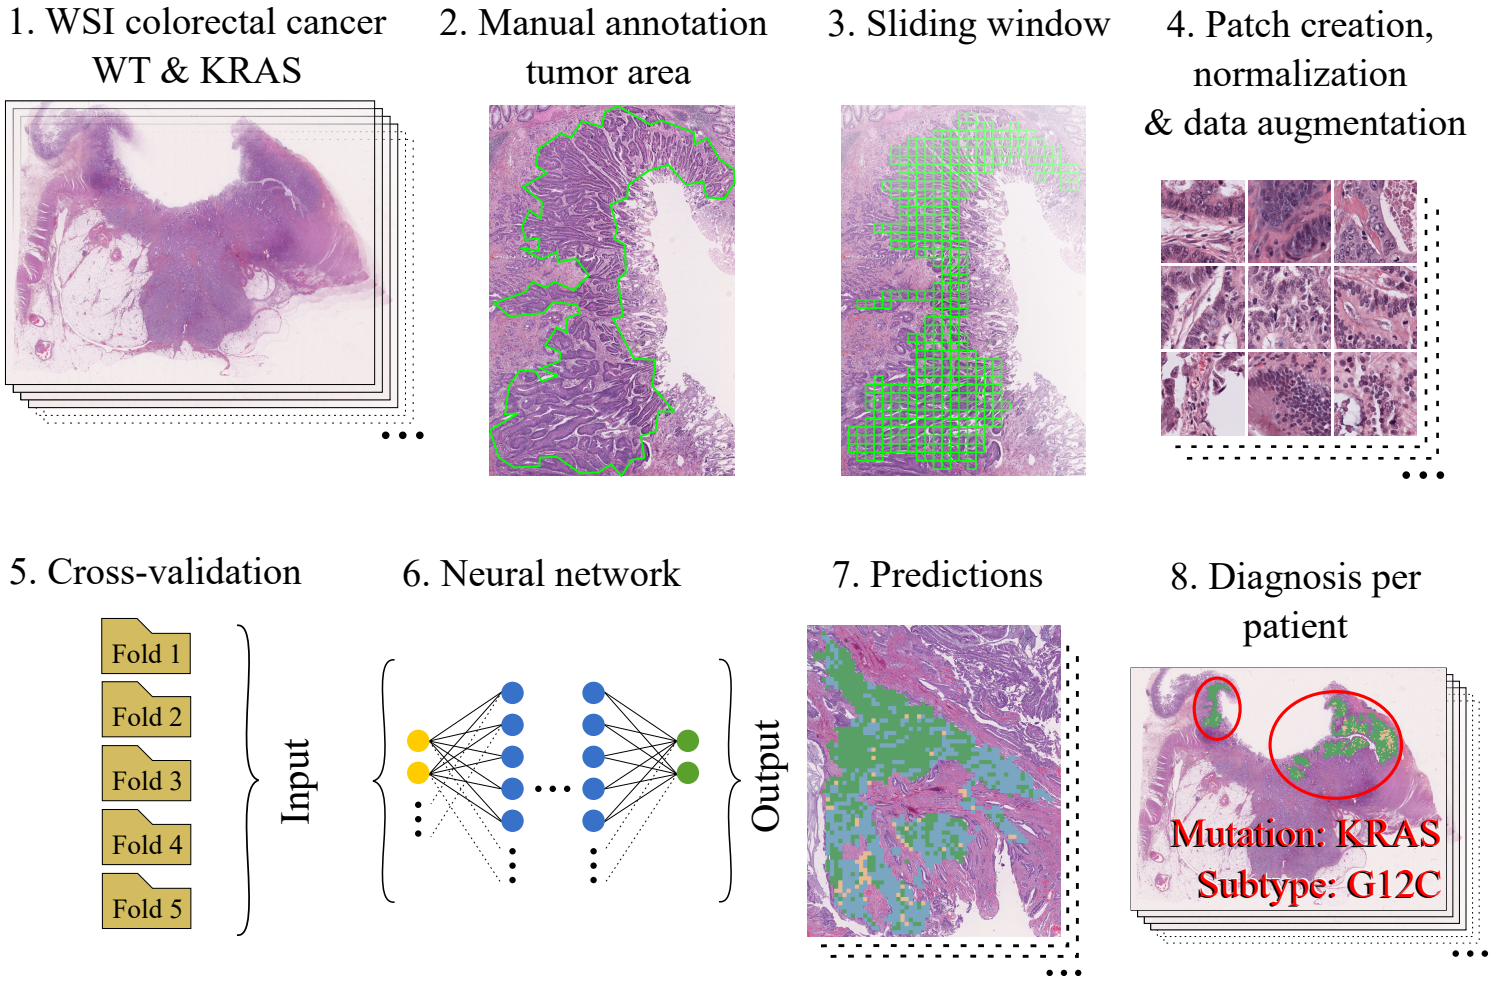 1. WSI colorectal cancer
WT & KRAS
2. Manual annotation
tumor area
3. Sliding window
4. Patch creation,
normalization
& data augmentation
5. Cross-validation
Fold 1
Fold 2
Fold 3
Fold 4
Fold 5
Input
6. Neural network
Output
7. Predictions
8. Diagnosis per
patient
Mutation: KRAS
Subtype: G12C